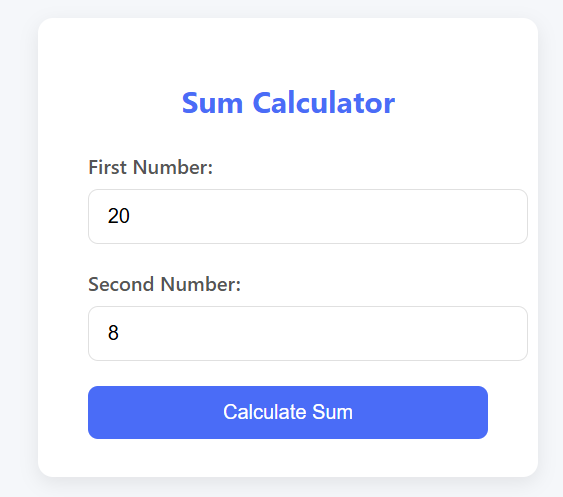 Sum Calculator
First Number:
20
Second Number:
8
Calculate Sum